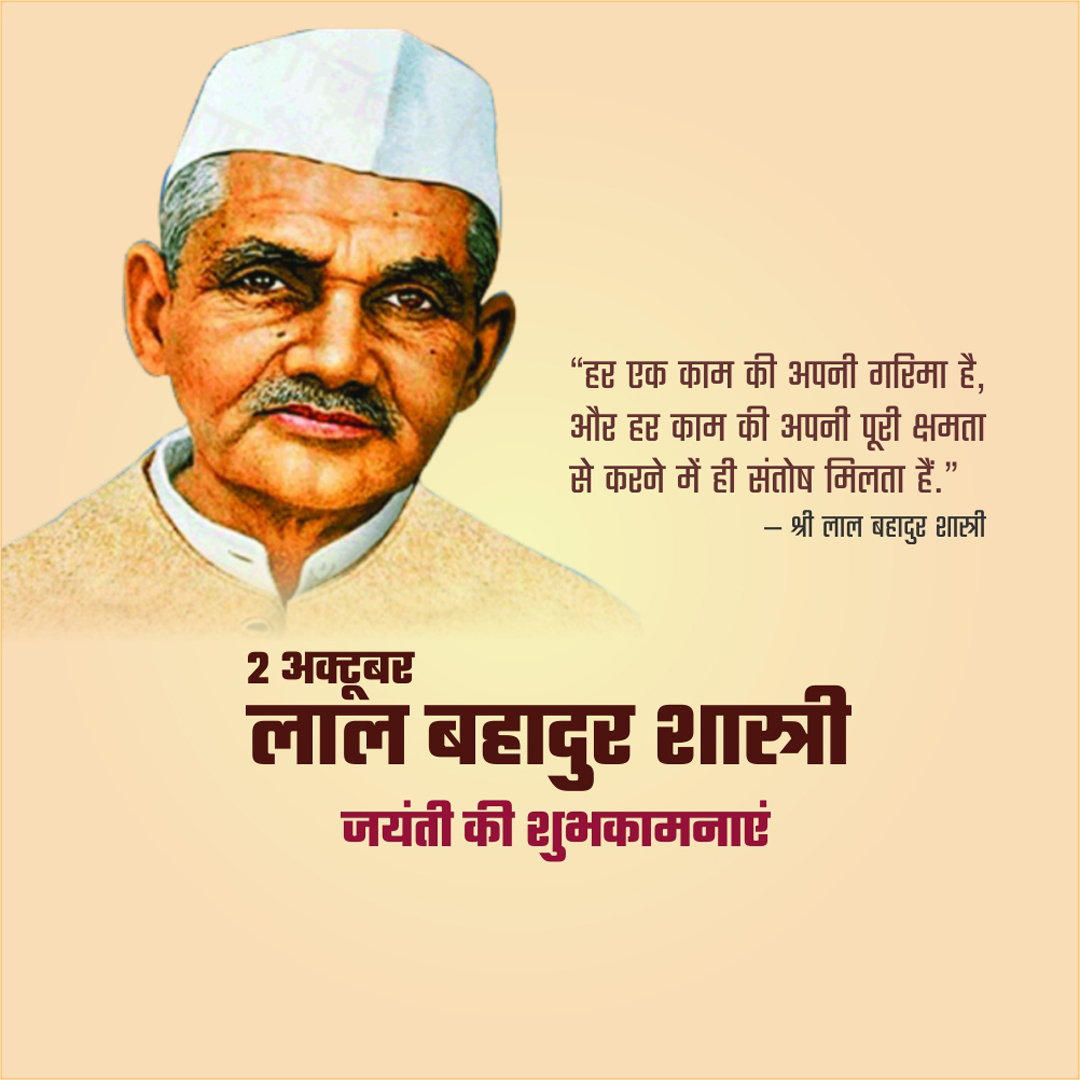 “हर एक काम की अपनी गरिमा है,
और हर काम की अपनी पूरी क्षमता
से करने में ही संतोष मिलता हैं.”
– श्री लाल बहादुर शास्त्री
2 अक्टूबर
लाल बहादुर शास्त्री
जयंती की शुभकामनाएं